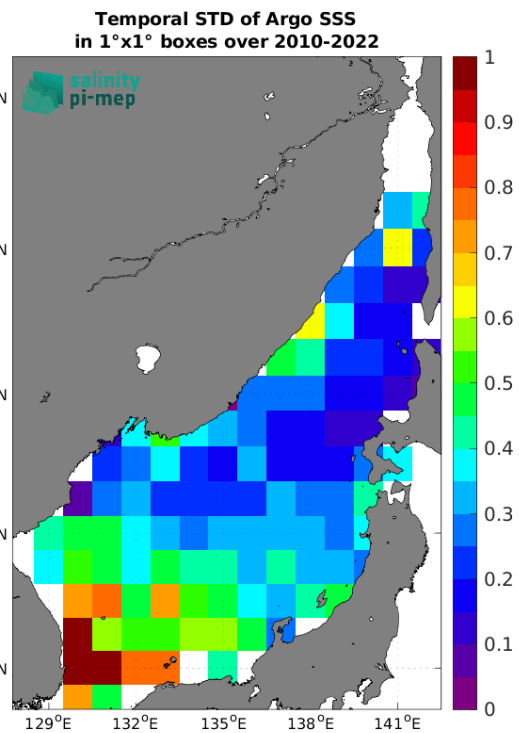 Temporal STD of Argo SSS
in 1°x1° boxes over 2010-2022
salinity
pi-mep
N
N
N
N
N
1
0.9
0.8
0.7
0.6
0.5
0.4
0.3
0.2
0.1
0
129°E 132°E 135°E 138°E 141°E